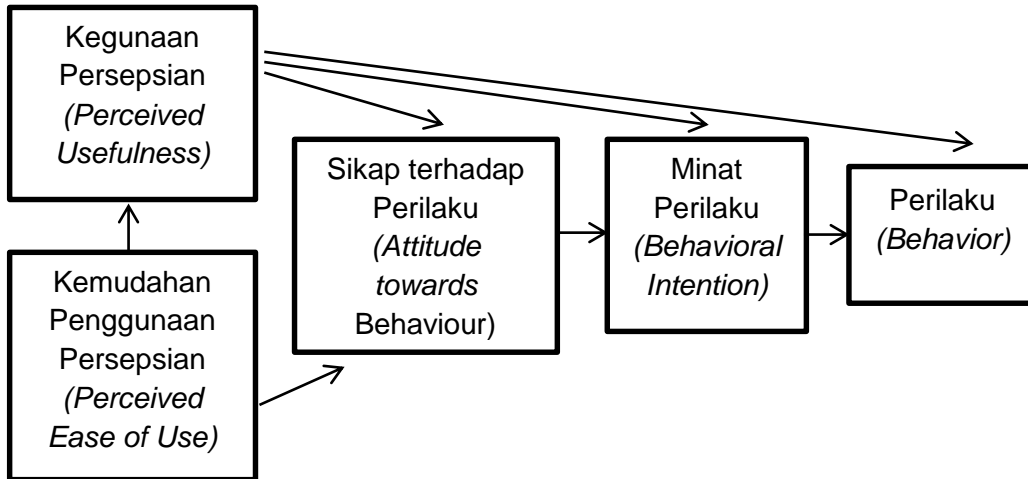 Kegunaan
Persepsian
(Perceived
Usefulness)
Kemudahan
Penggunaan
Persepsian
(Perceived
Ease of Use)
Sikap terhadap
Perilaku
(Attitude
towards
Behaviour)
Minat
Perilaku
(Behavioral
Intention)
Perilaku
(Behavior)